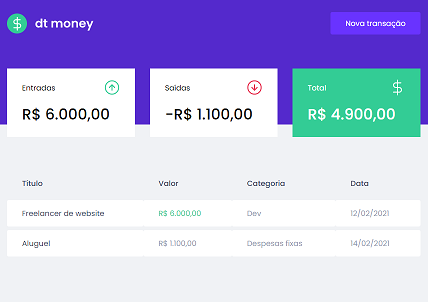 dt money
Nova transação
Entradas
R$ 6.000,00
Saídas
-R$ 1.100,00
Total
R$ 4.900,00
Título Valor Categoria Data
Freelancer de website R$ 6.000,00 Dev 12/02/2021
Aluguel R$ 1.100,00 Despesas fixas 14/02/2021